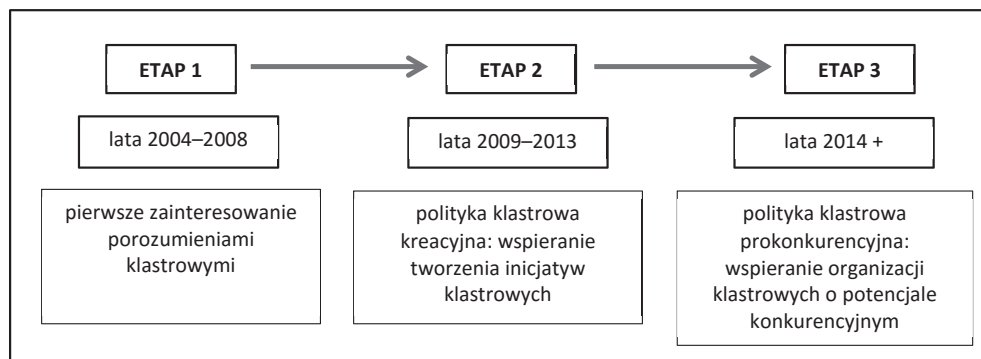 ETAP 1
ETAP 2
ETAP 3
lata 2004–2008
lata 2009–2013
lata 2014 +
pierwsze zainteresowanie
porozumieniami
klastrowymi
polityka klastrowa
kreacyjna: wspieranie
tworzenia inicjatyw
klastrowych
polityka klastrowa
prokonkurencyjna:
wspieranie organizacji
klastrowych o potencjale
konkurencyjnym